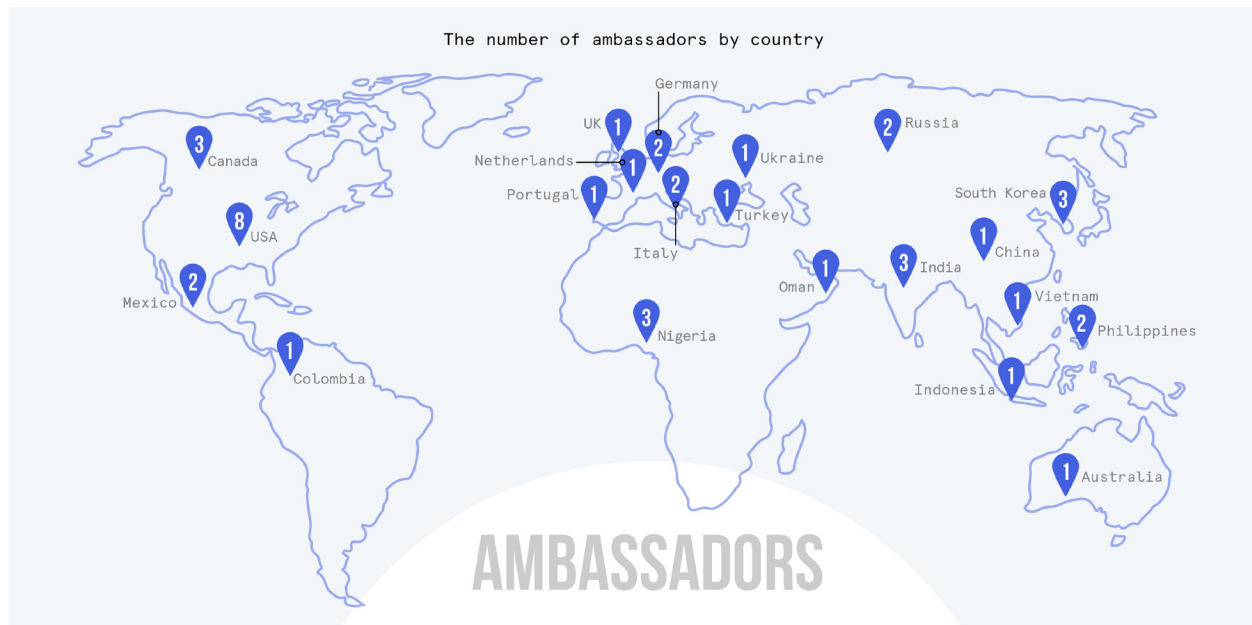 The number of ambassadors by country
Germany
UK 1
2 Russia
3 Canada
2
1 Ukraine
Netherlands 1
Portugal 1
2
1 Turkey
South Korea 3
8 USA
1 China
Italy
Oman 1
3 India
Mexico 2
1 Vietnam
3 Nigeria
2 Philippines
1 Colombia
Indonesia 1
1 Australia
AMBASSADORS